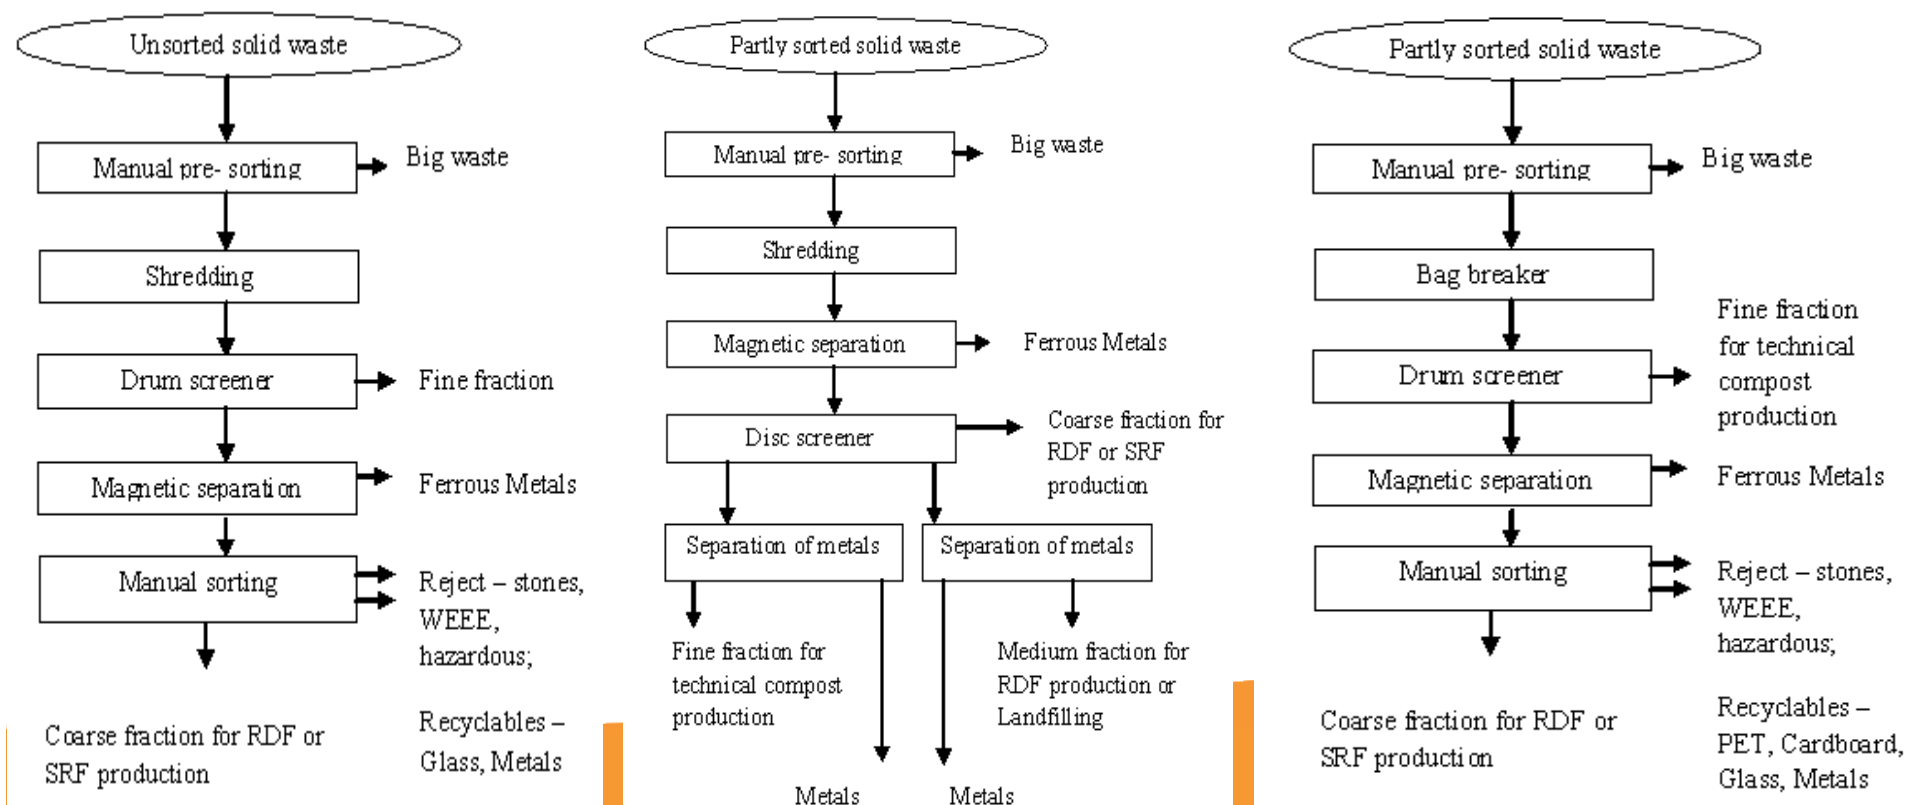 Unsorted solid waste
Manual pre- sorting
Big waste
Shredding
Drum screener
Fine fraction
Magnetic separation
Ferrous Metals
Manual sorting
Reject – stones,
WEEE,
hazardous;
Recyclables –
Glass, Metals
Coarse fraction for RDF or
SRF production
Partly sorted solid waste
Manual pre- sorting
Big waste
Shredding
Magnetic separation
Ferrous Metals
Disc screener
Coarse fraction for
RDF or SRF
production
Separation of metals
Separation of metals
Fine fraction for
technical compost
production
Medium fraction for
RDF production or
Landfilling
Metals
Metals
Partly sorted solid waste
Manual pre- sorting
Big waste
Bag breaker
Drum screener
Fine fraction
for technical
compost
production
Magnetic separation
Ferrous Metals
Manual sorting
Reject – stones,
WEEE,
hazardous;
Recyclables –
PET, Cardboard,
Glass, Metals
Coarse fraction for RDF or
SRF production